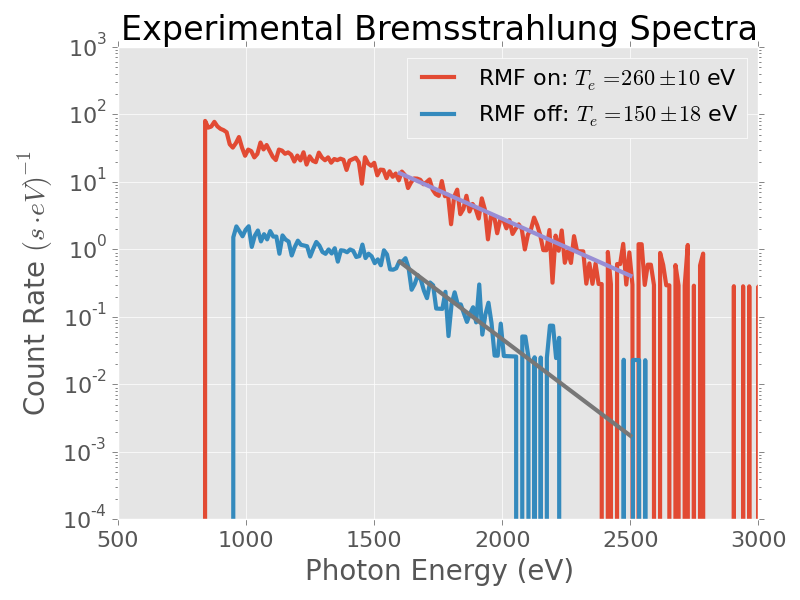 Experimental Bremsstrahlung Spectra
RMF on: T_e = 260 ± 10 eV
RMF off: T_e = 150 ± 18 eV
Count Rate (s·eV)^{-1}
10^3
10^2
10^1
10^0
10^{-1}
10^{-2}
10^{-3}
10^{-4}
500 1000 1500 2000 2500 3000
Photon Energy (eV)